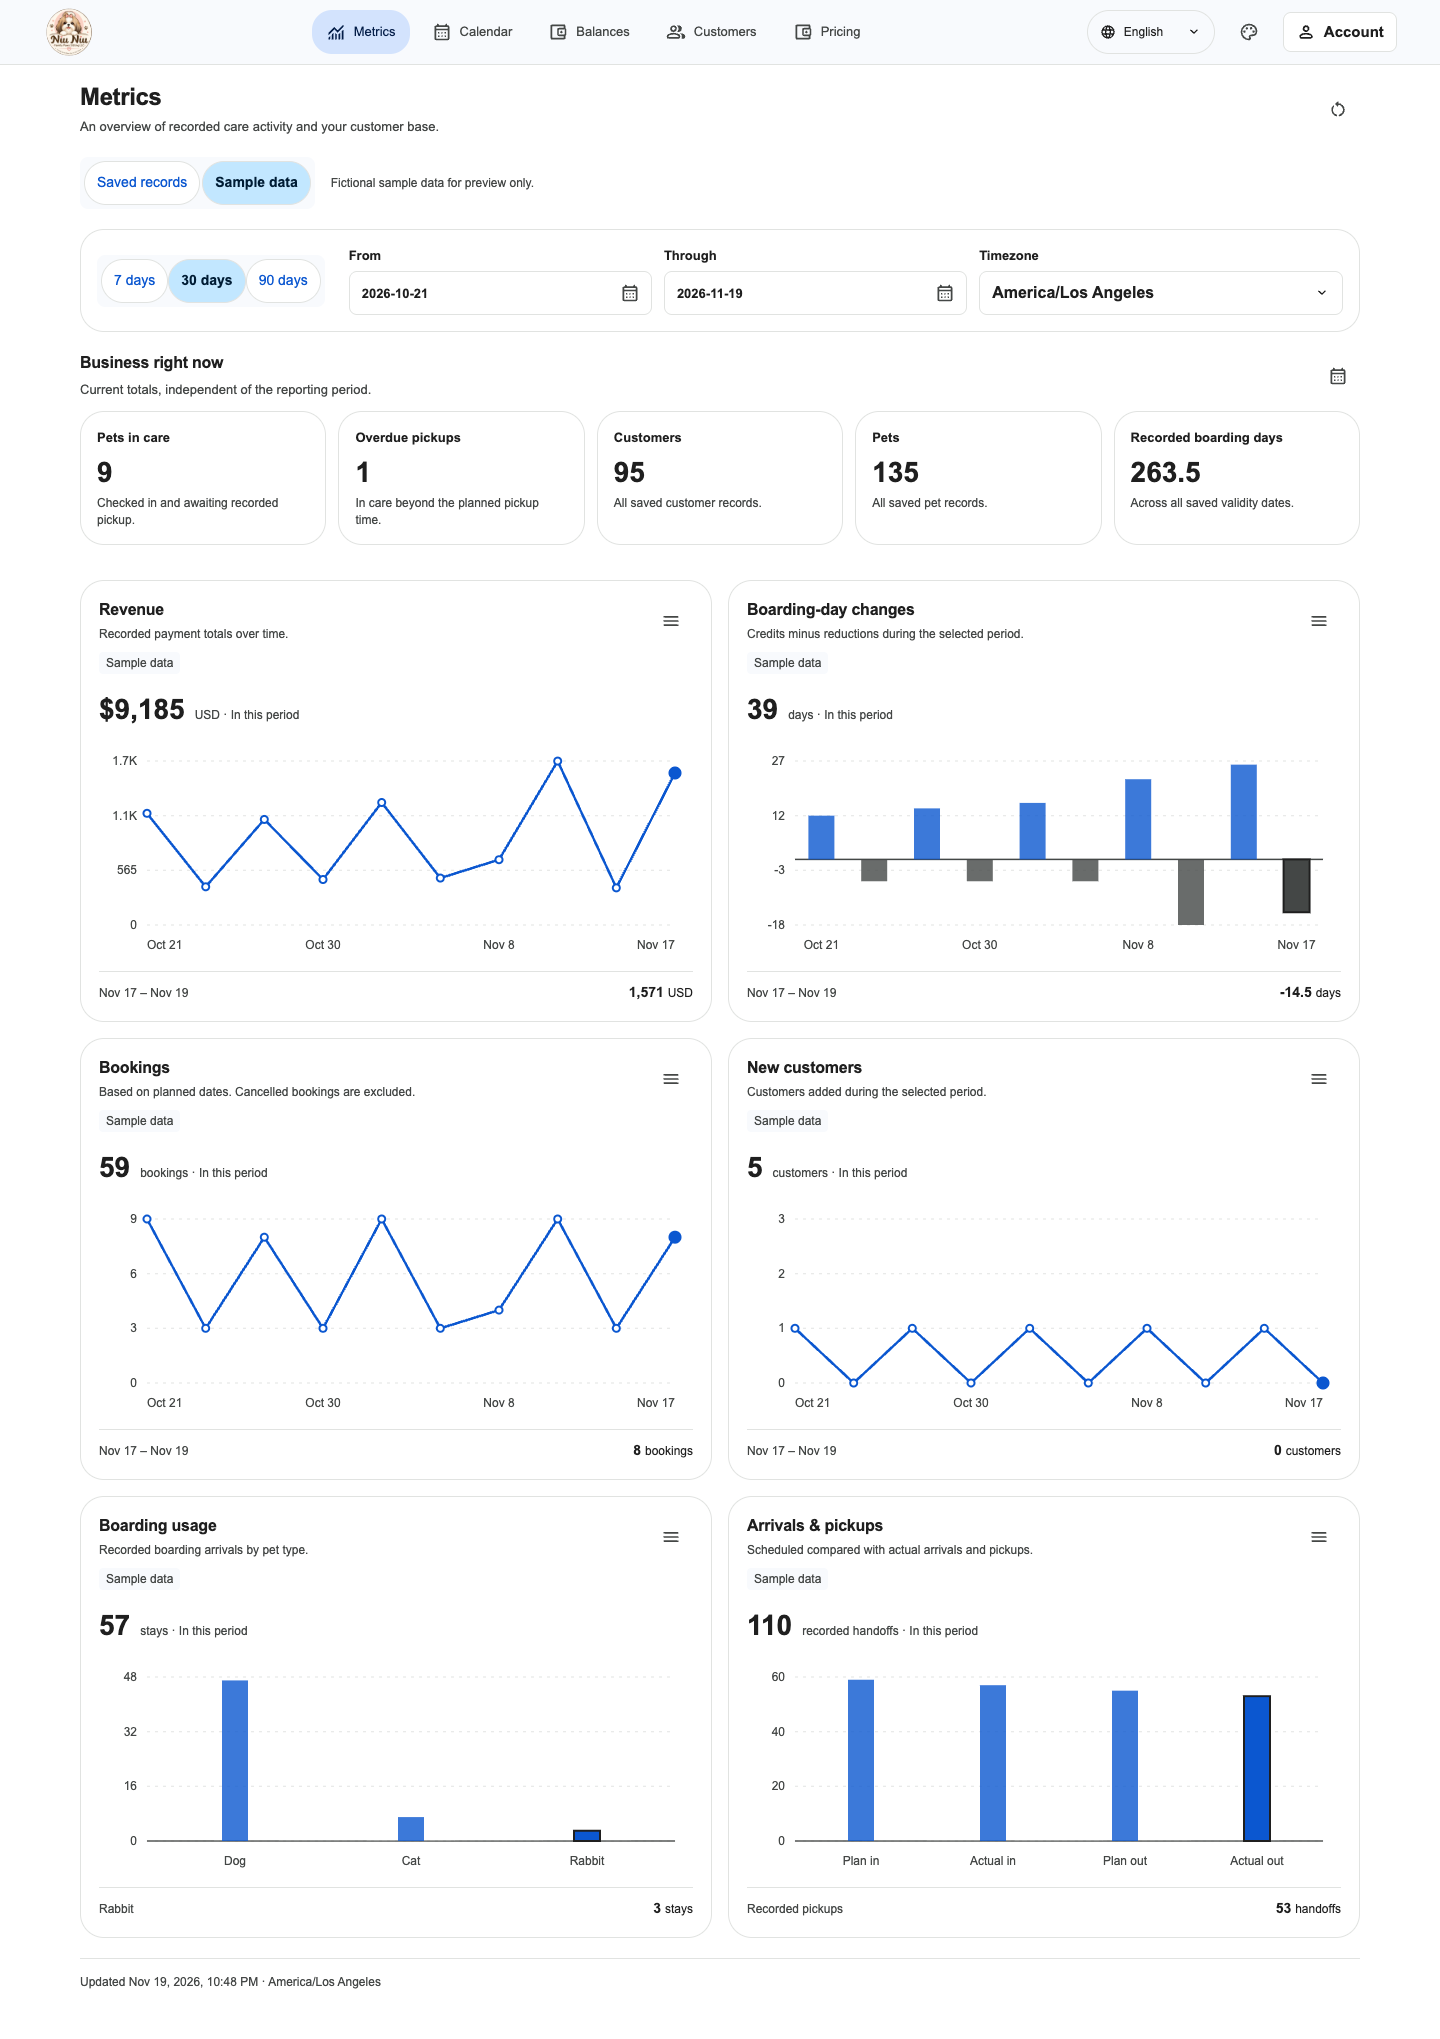 Niu Niu
Metrics
Calendar
Balances
Customers
Pricing
English
Account
Metrics
An overview of recorded care activity and your customer base.
Saved records
Sample data
Fictional sample data for preview only.
7 days
30 days
90 days
From
2026-10-21
Through
2026-11-19
Timezone
America/Los Angeles
Business right now
Current totals, independent of the reporting period.
Pets in care
9
Checked in and awaiting recorded
pickup.
Overdue pickups
1
In care beyond the planned pickup
time.
Customers
95
All saved customer records.
Pets
135
All saved pet records.
Recorded boarding days
263.5
Across all saved validity dates.
Revenue
Recorded payment totals over time.
Sample data
$9,185 USD · In this period
1.7K
1.1K
565
0
Oct 21 Oct 30 Nov 8 Nov 17
Nov 17 – Nov 19 1,571 USD
Boarding-day changes
Credits minus reductions during the selected period.
Sample data
39 days · In this period
27
12
-3
-18
Oct 21 Oct 30 Nov 8 Nov 17
Nov 17 – Nov 19 -14.5 days
Bookings
Based on planned dates. Cancelled bookings are excluded.
Sample data
59 bookings · In this period
9
6
3
0
Oct 21 Oct 30 Nov 8 Nov 17
Nov 17 – Nov 19 8 bookings
New customers
Customers added during the selected period.
Sample data
5 customers · In this period
3
2
1
0
Oct 21 Oct 30 Nov 8 Nov 17
Nov 17 – Nov 19 0 customers
Boarding usage
Recorded boarding arrivals by pet type.
Sample data
57 stays · In this period
48
32
16
0
Dog Cat Rabbit
Rabbit 3 stays
Arrivals & pickups
Scheduled compared with actual arrivals and pickups.
Sample data
110 recorded handoffs · In this period
60
40
20
0
Plan in Actual in Plan out Actual out
Recorded pickups 53 handoffs
Updated Nov 19, 2026, 10:48 PM · America/Los Angeles